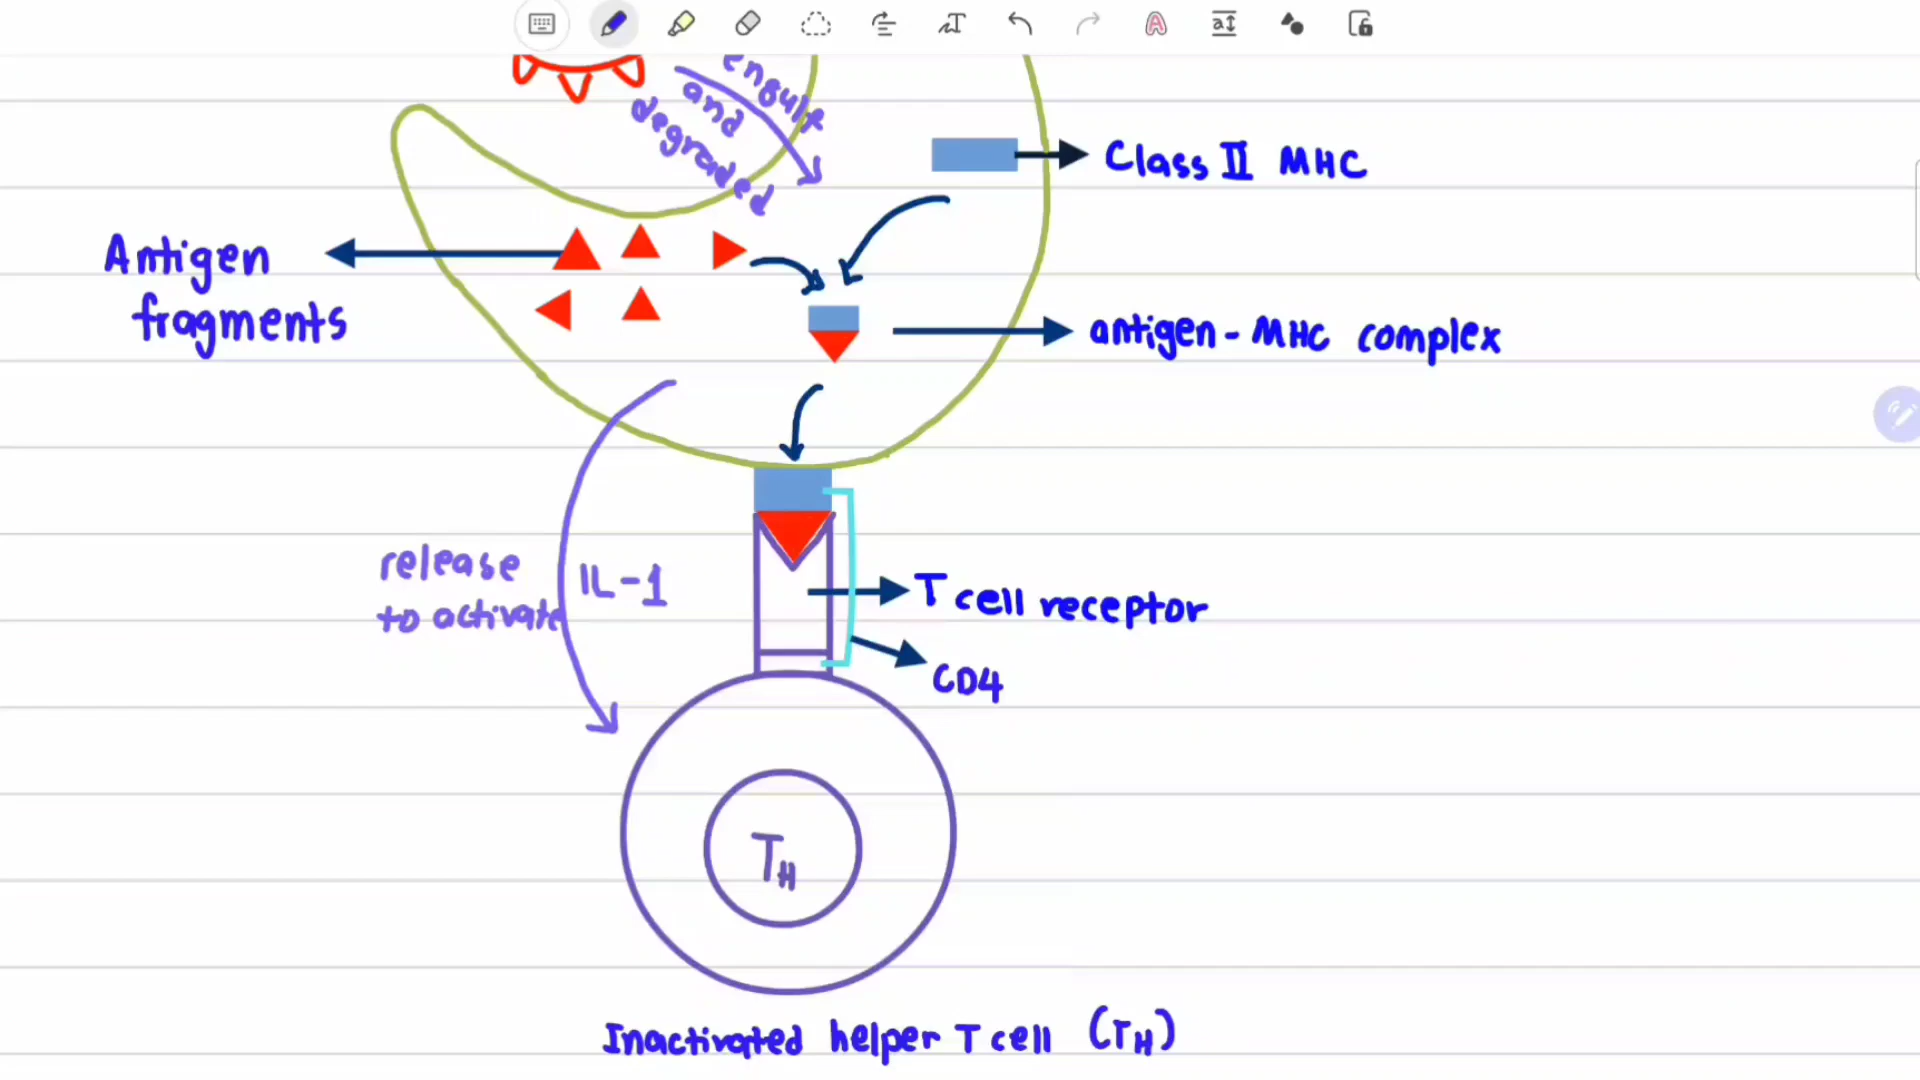 engulf
and
degraded
Class II MHC
Antigen
fragments
antigen - MHC complex
release
to activate
IL-1
T cell receptor
CD4
TH
Inactivated helper T cell (TH)